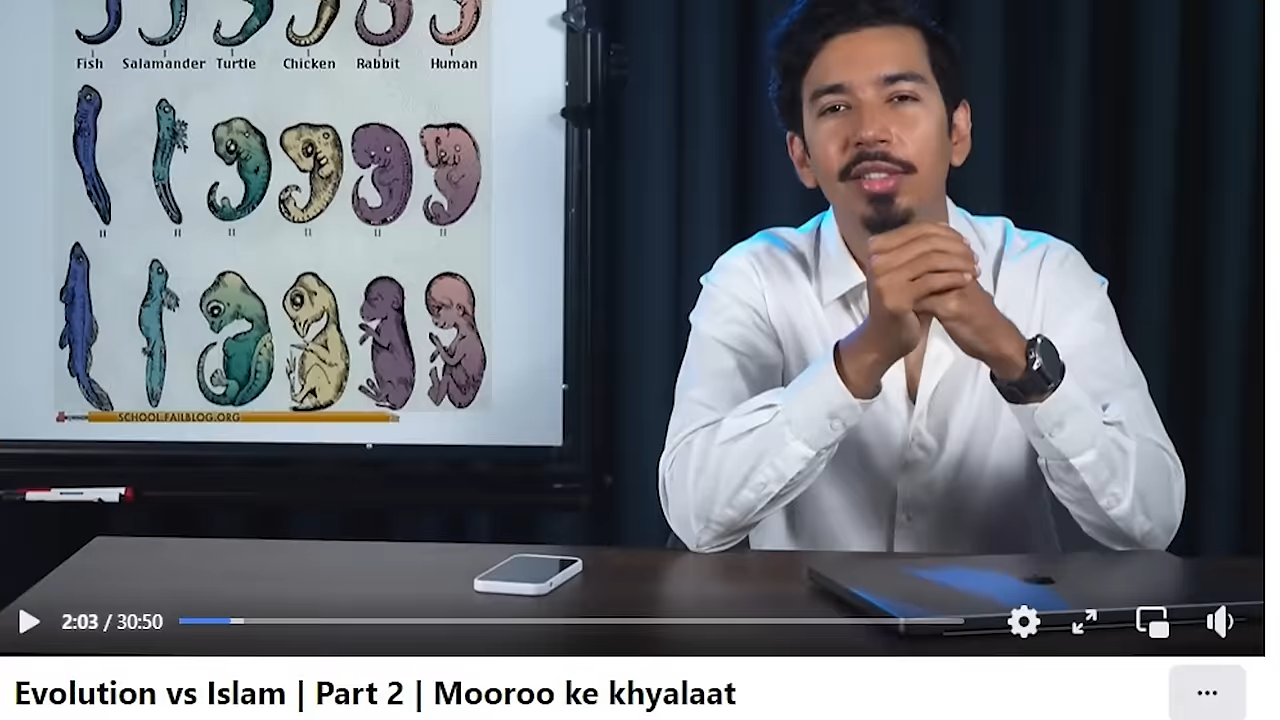 Fish Salamander Turtle Chicken Rabbit Human
SCHOOL.FAILBLOG.ORG
2:03 / 30:50
Evolution vs Islam | Part 2 | Mooroo ke khyalaat